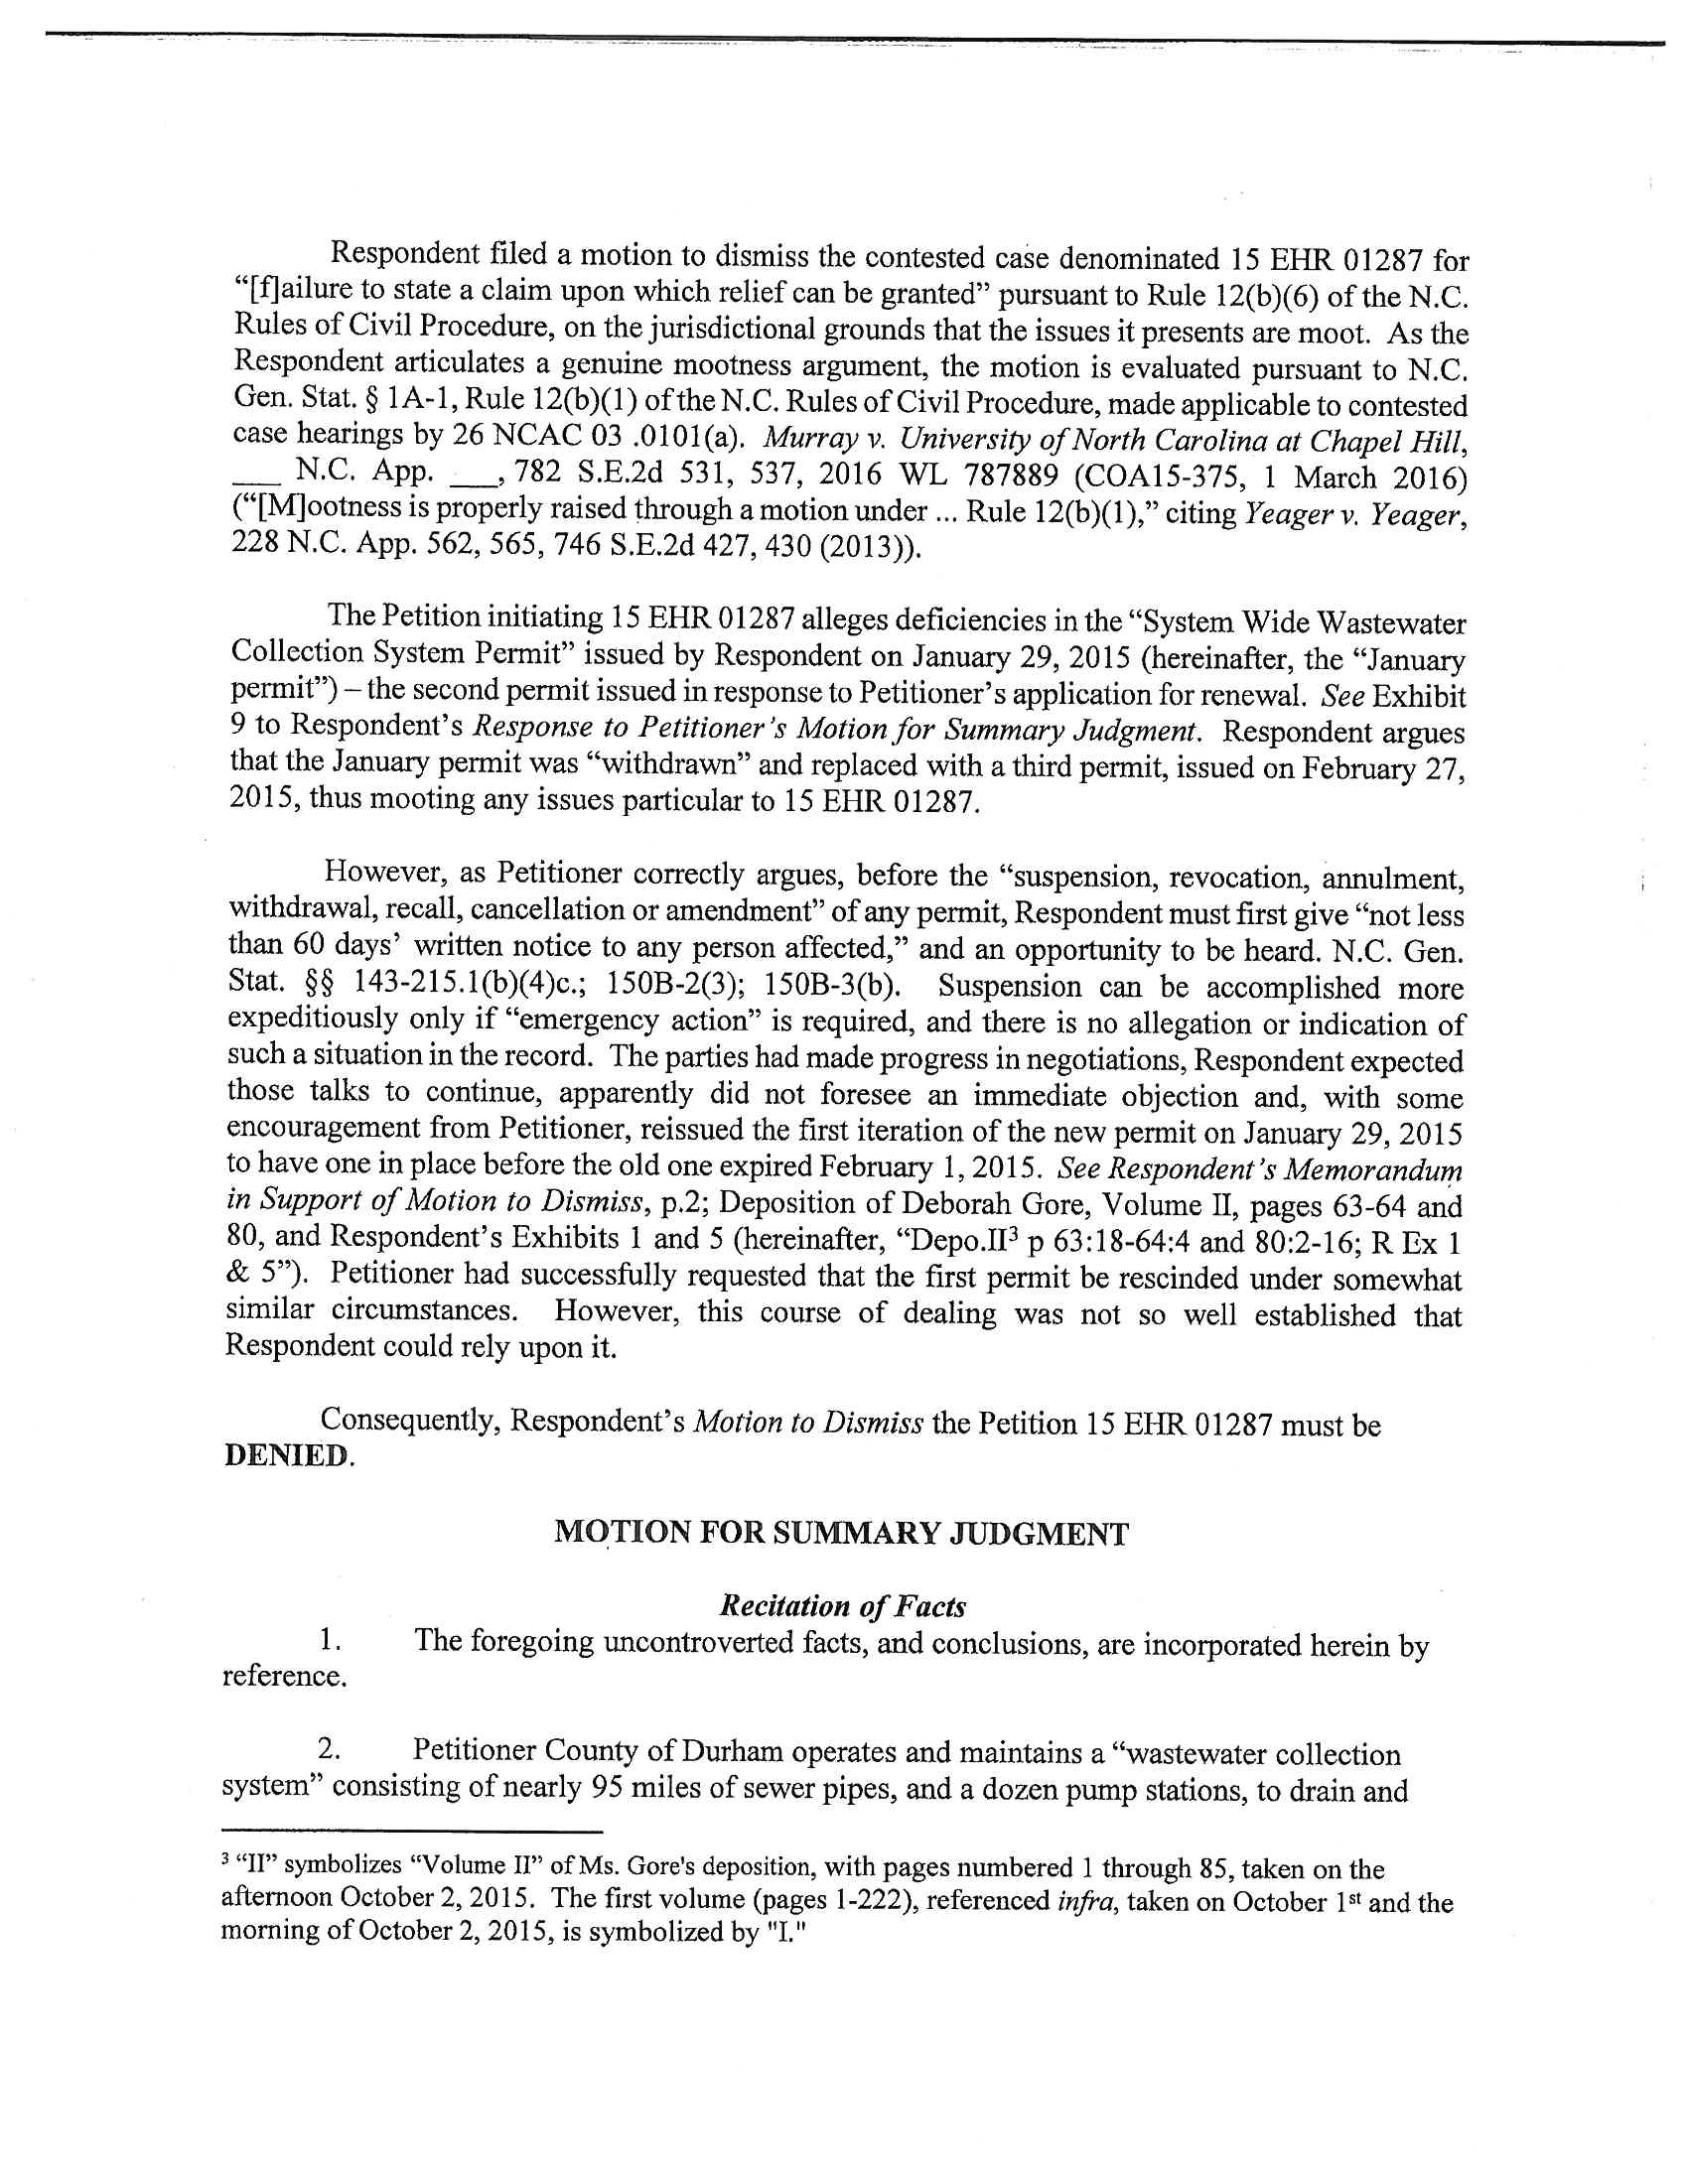 Respondent filed a motion to dismiss the contested case denominated 15 EHR 01287 for
“[f]ailure to state a claim upon which relief can be granted” pursuant to Rule 12(b)(6) of the N.C.
Rules of Civil Procedure, on the jurisdictional grounds that the issues it presents are moot. As the
Respondent articulates a genuine mootness argument, the motion is evaluated pursuant to N.C.
Gen. Stat. § 1A-1, Rule 12(b)(1) of the N.C. Rules of Civil Procedure, made applicable to contested
case hearings by 26 NCAC 03 .0101(a). Murray v. University of North Carolina at Chapel Hill,
___ N.C. App. ___, 782 S.E.2d 531, 537, 2016 WL 787889 (COA15-375, 1 March 2016)
(“[M]ootness is properly raised through a motion under ... Rule 12(b)(1),” citing Yeager v. Yeager,
228 N.C. App. 562, 565, 746 S.E.2d 427, 430 (2013)).
The Petition initiating 15 EHR 01287 alleges deficiencies in the “System Wide Wastewater
Collection System Permit” issued by Respondent on January 29, 2015 (hereinafter, the “January
permit”) – the second permit issued in response to Petitioner’s application for renewal. See Exhibit
9 to Respondent’s Response to Petitioner’s Motion for Summary Judgment. Respondent argues
that the January permit was “withdrawn” and replaced with a third permit, issued on February 27,
2015, thus mooting any issues particular to 15 EHR 01287.
However, as Petitioner correctly argues, before the “suspension, revocation, annulment,
withdrawal, recall, cancellation or amendment” of any permit, Respondent must first give “not less
than 60 days’ written notice to any person affected,” and an opportunity to be heard. N.C. Gen.
Stat. §§ 143-215.1(b)(4)c.; 150B-2(3); 150B-3(b). Suspension can be accomplished more
expeditiously only if “emergency action” is required, and there is no allegation or indication of
such a situation in the record. The parties had made progress in negotiations, Respondent expected
those talks to continue, apparently did not foresee an immediate objection and, with some
encouragement from Petitioner, reissued the first iteration of the new permit on January 29, 2015
to have one in place before the old one expired February 1, 2015. See Respondent’s Memorandum
in Support of Motion to Dismiss, p.2; Deposition of Deborah Gore, Volume II, pages 63-64 and
80, and Respondent’s Exhibits 1 and 5 (hereinafter, “Depo.II³ p 63:18-64:4 and 80:2-16; R Ex 1
& 5”). Petitioner had successfully requested that the first permit be rescinded under somewhat
similar circumstances. However, this course of dealing was not so well established that
Respondent could rely upon it.
Consequently, Respondent’s Motion to Dismiss the Petition 15 EHR 01287 must be
DENIED.
MOTION FOR SUMMARY JUDGMENT
Recitation of Facts
1. The foregoing uncontroverted facts, and conclusions, are incorporated herein by
reference.
2. Petitioner County of Durham operates and maintains a “wastewater collection
system” consisting of nearly 95 miles of sewer pipes, and a dozen pump stations, to drain and
³ “II” symbolizes “Volume II” of Ms. Gore's deposition, with pages numbered 1 through 85, taken on the
afternoon October 2, 2015. The first volume (pages 1-222), referenced infra, taken on October 1st and the
morning of October 2, 2015, is symbolized by "I."